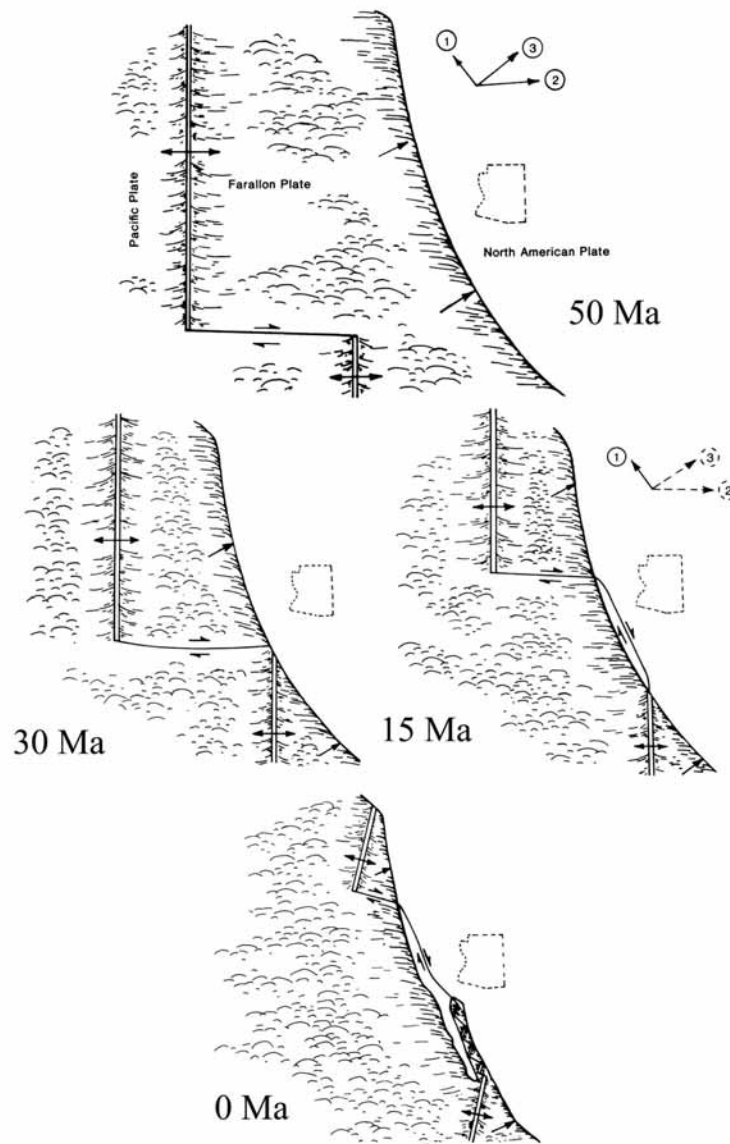 ① ③
②
Pacific Plate
Farallon Plate
North American Plate
50 Ma
① ③
②
30 Ma
15 Ma
0 Ma